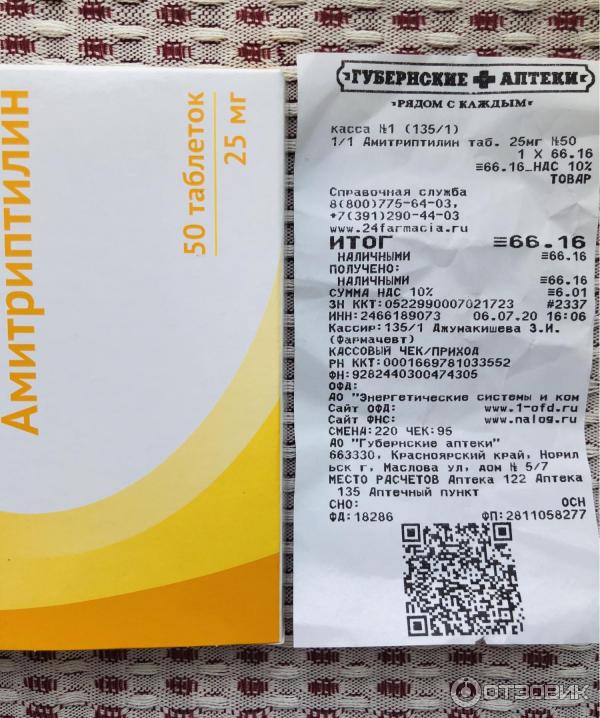 Амитриптилин
50 таблеток
25 мг
ГУБЕРНСКИЕ АПТЕКИ
РЯДОМ С КАЖДЫМ
касса №1 (135/1)
1/1 Амитриптилин таб. 25мг №50
1 X 66.16
≡66.16_НДС 10%
ТОВАР
Справочная служба
8(800)775-64-03,
+7(391)290-44-03
www.24farmacia.ru
ИТОГ ≡66.16
НАЛИЧНЫМИ ≡66.16
ПОЛУЧЕНО:
НАЛИЧНЫМИ ≡66.16
СУММА НДС 10% ≡6.01
ЗН ККТ:0522990007021723 #2337
ИНН:2466189073 06.07.20 16:06
Кассир:135/1 Джумакишева З.И.
(Фармацевт)
КАССОВЫЙ ЧЕК/ПРИХОД
РН ККТ:0001669781033552
ФН:9282440300474305
ОФД:
АО "Энергетические системы и ком
Сайт ОФД: www.1-ofd.ru
Сайт ФНС: www.nalog.ru
СМЕНА:220 ЧЕК:95
АО "Губернские аптеки"
663330, Красноярский край, Норил
ьск г, Маслова ул, дом № 5/7
МЕСТО РАСЧЕТОВ Аптека 122 Аптека
135 Аптечный пункт
СНО: ОСН
ФД:18286 ФП:2811058277
ОТЗОВИК